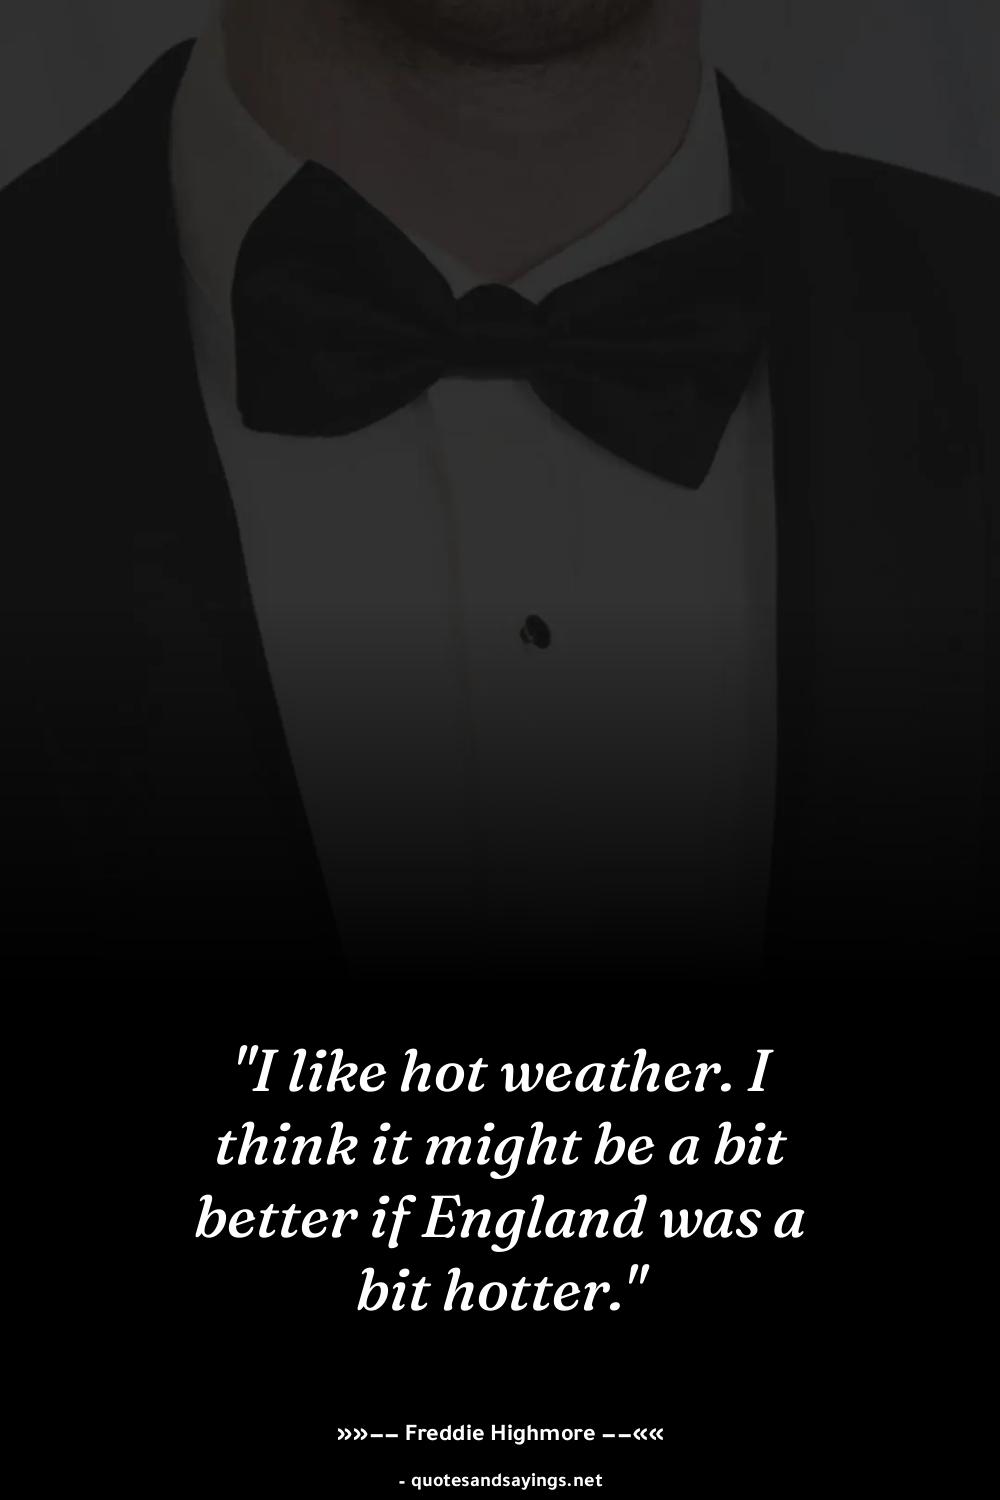 "I like hot weather. I
think it might be a bit
better if England was a
bit hotter."
»»-- Freddie Highmore --««
- quotesandsayings.net